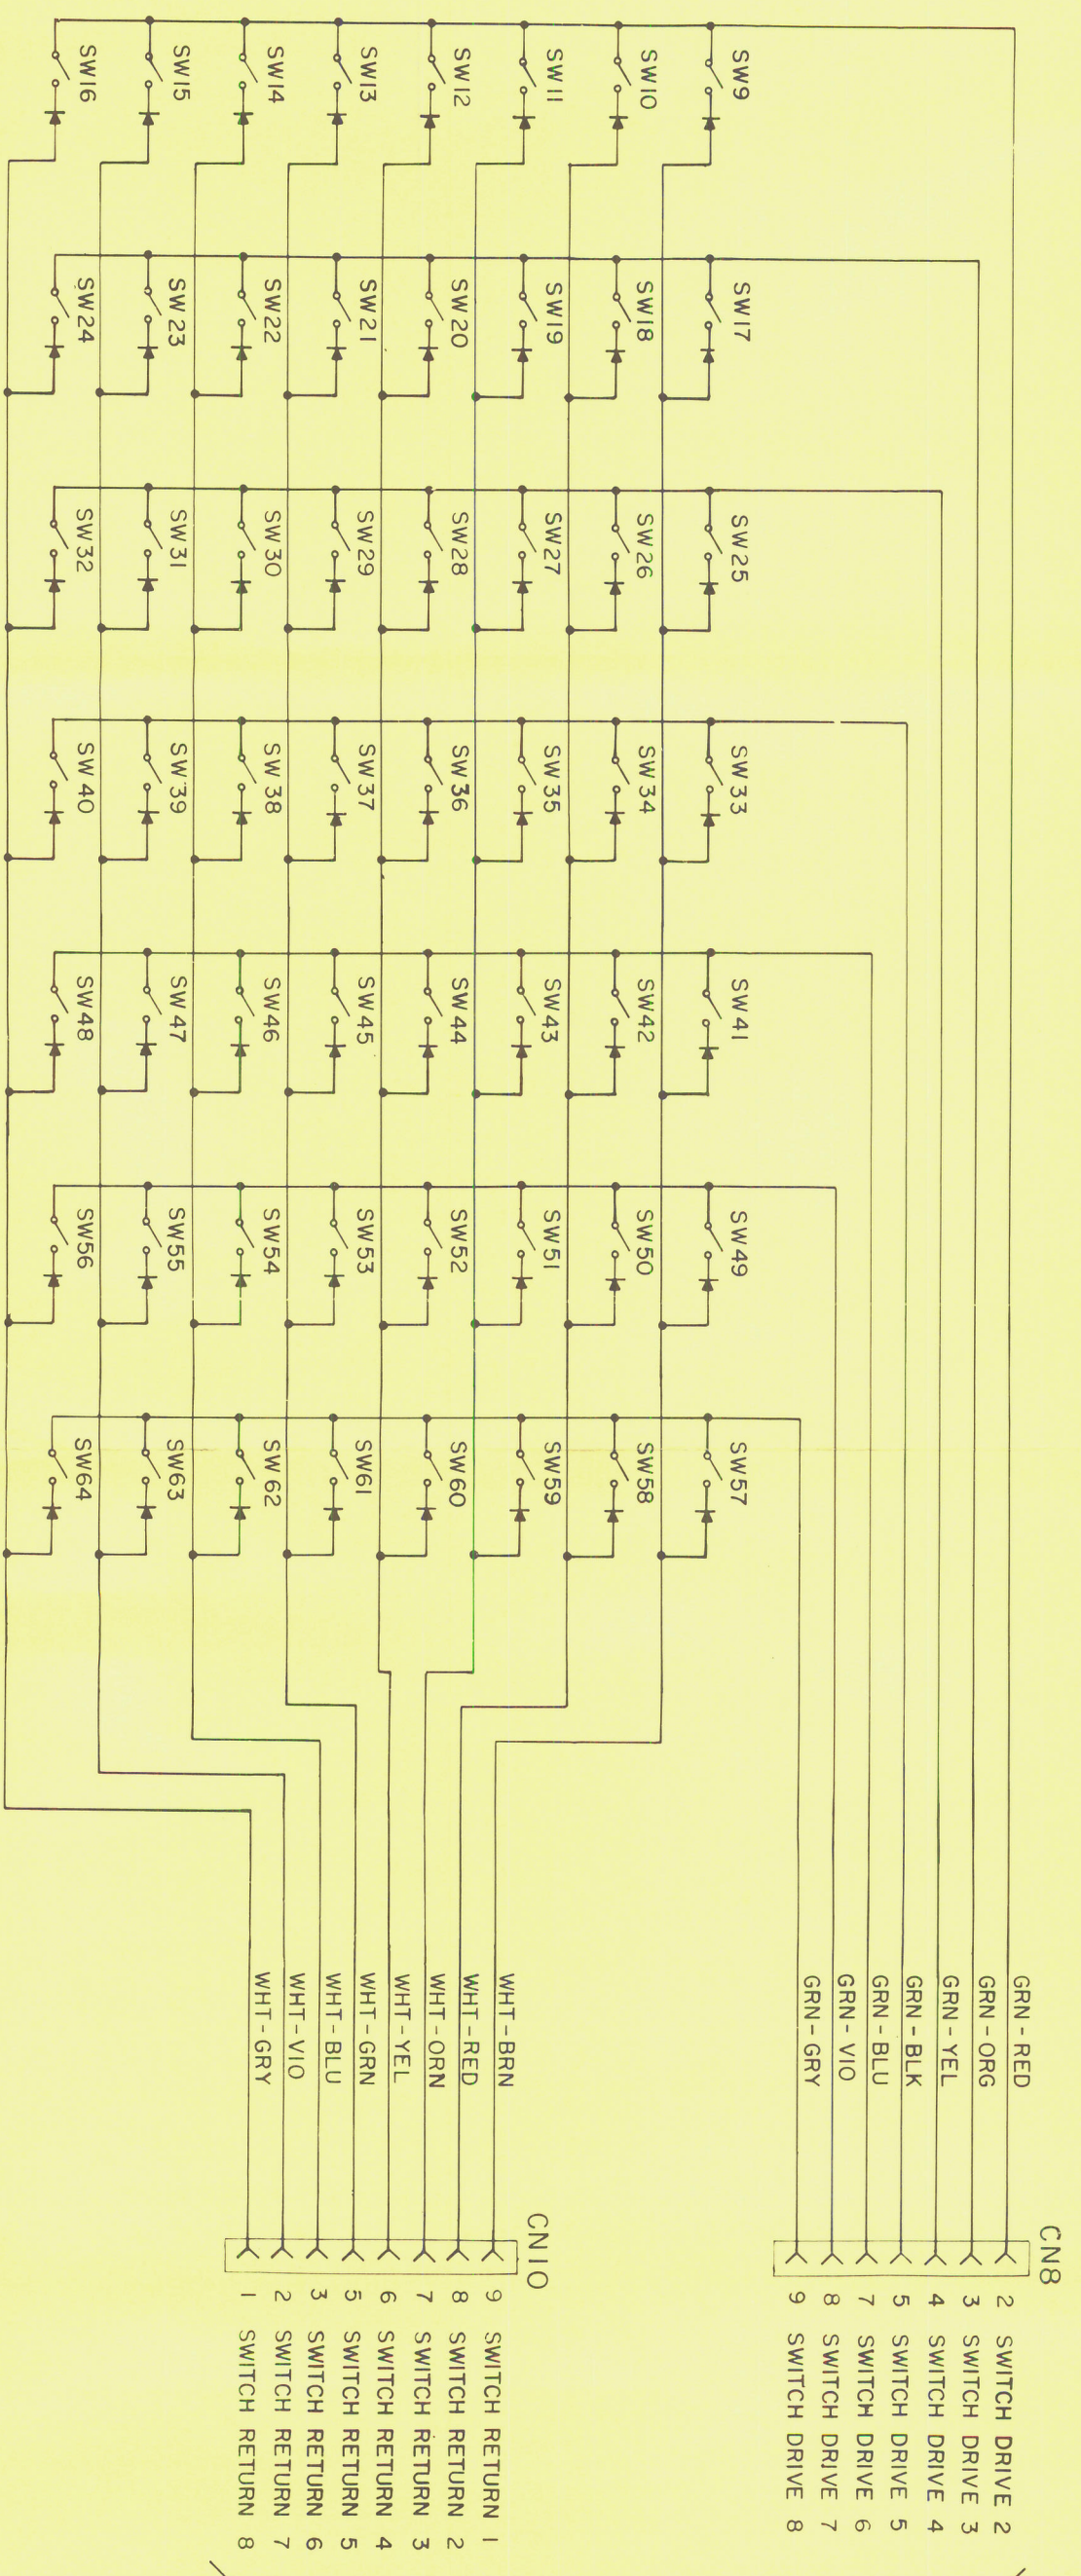 SW9
SW10
SW11
SW12
SW13
SW14
SW15
SW16
SW17
SW18
SW19
SW20
SW21
SW22
SW23
SW24
SW25
SW26
SW27
SW28
SW29
SW30
SW31
SW32
SW33
SW34
SW35
SW36
SW37
SW38
SW39
SW40
SW41
SW42
SW43
SW44
SW45
SW46
SW47
SW48
SW49
SW50
SW51
SW52
SW53
SW54
SW55
SW56
SW57
SW58
SW59
SW60
SW61
SW62
SW63
SW64
CN8
GRN-RED 2 SWITCH DRIVE 2
GRN-ORG 3 SWITCH DRIVE 3
GRN-YEL 4 SWITCH DRIVE 4
GRN-BLK 5 SWITCH DRIVE 5
GRN-BLU 7 SWITCH DRIVE 6
GRN-VIO 8 SWITCH DRIVE 7
GRN-GRY 9 SWITCH DRIVE 8
CN10
WHT-BRN 9 SWITCH RETURN 1
WHT-RED 8 SWITCH RETURN 2
WHT-ORN 7 SWITCH RETURN 3
WHT-YEL 6 SWITCH RETURN 4
WHT-GRN 5 SWITCH RETURN 5
WHT-BLU 3 SWITCH RETURN 6
WHT-VIO 2 SWITCH RETURN 7
WHT-GRY 1 SWITCH RETURN 8